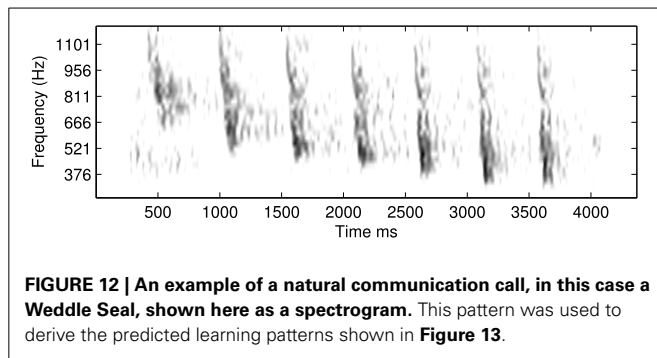 1101
956
811
666
521
376
Frequency (Hz)
500 1000 1500 2000 2500 3000 3500 4000
Time ms
FIGURE 12 | An example of a natural communication call, in this case a
Weddle Seal, shown here as a spectrogram. This pattern was used to
derive the predicted learning patterns shown in Figure 13.